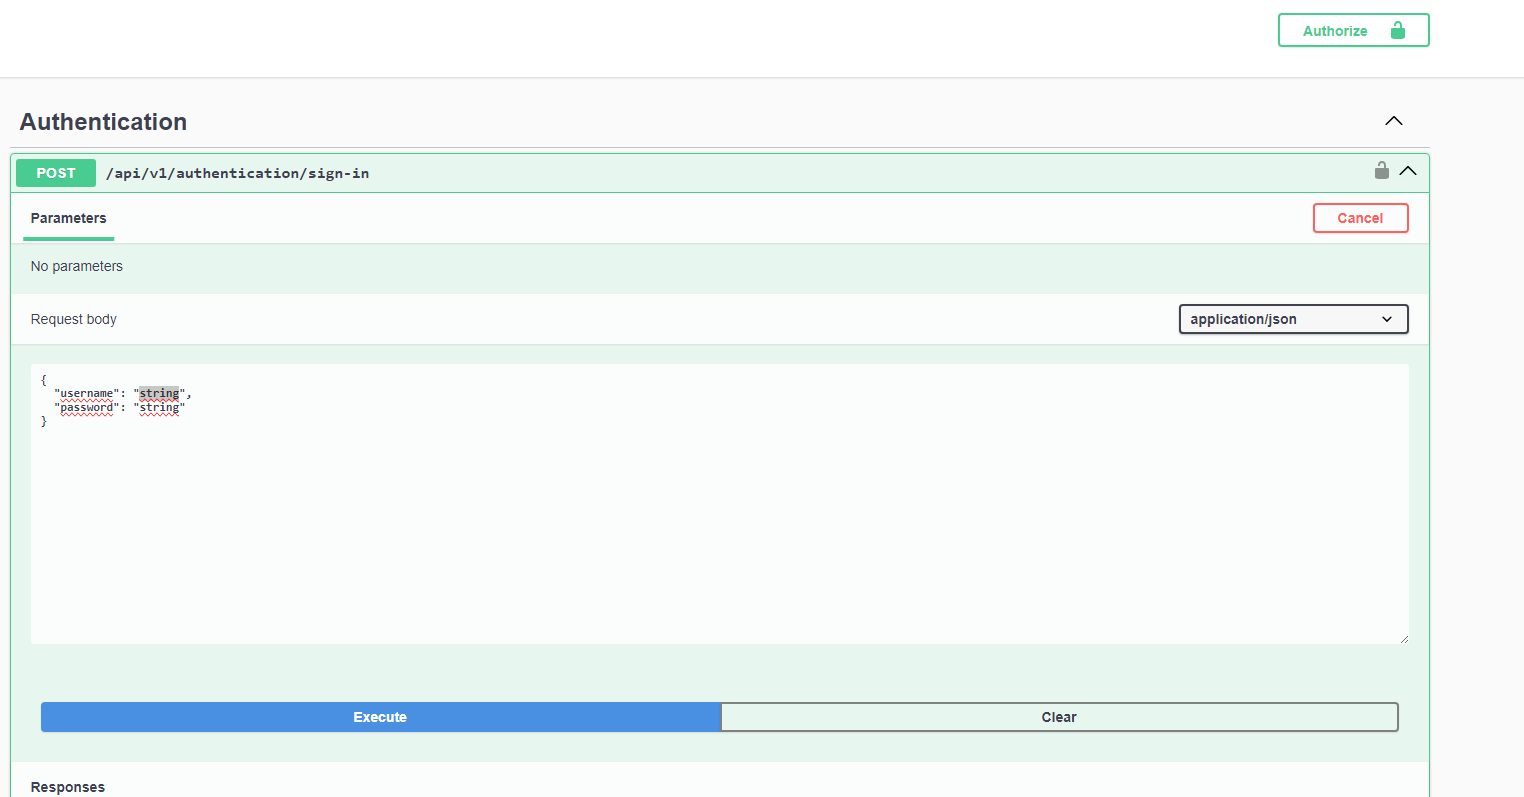 Authorize
Authentication
POST /api/v1/authentication/sign-in
Parameters
Cancel
No parameters
Request body
application/json
{
  "username": "string",
  "password": "string"
}
Execute
Clear
Responses